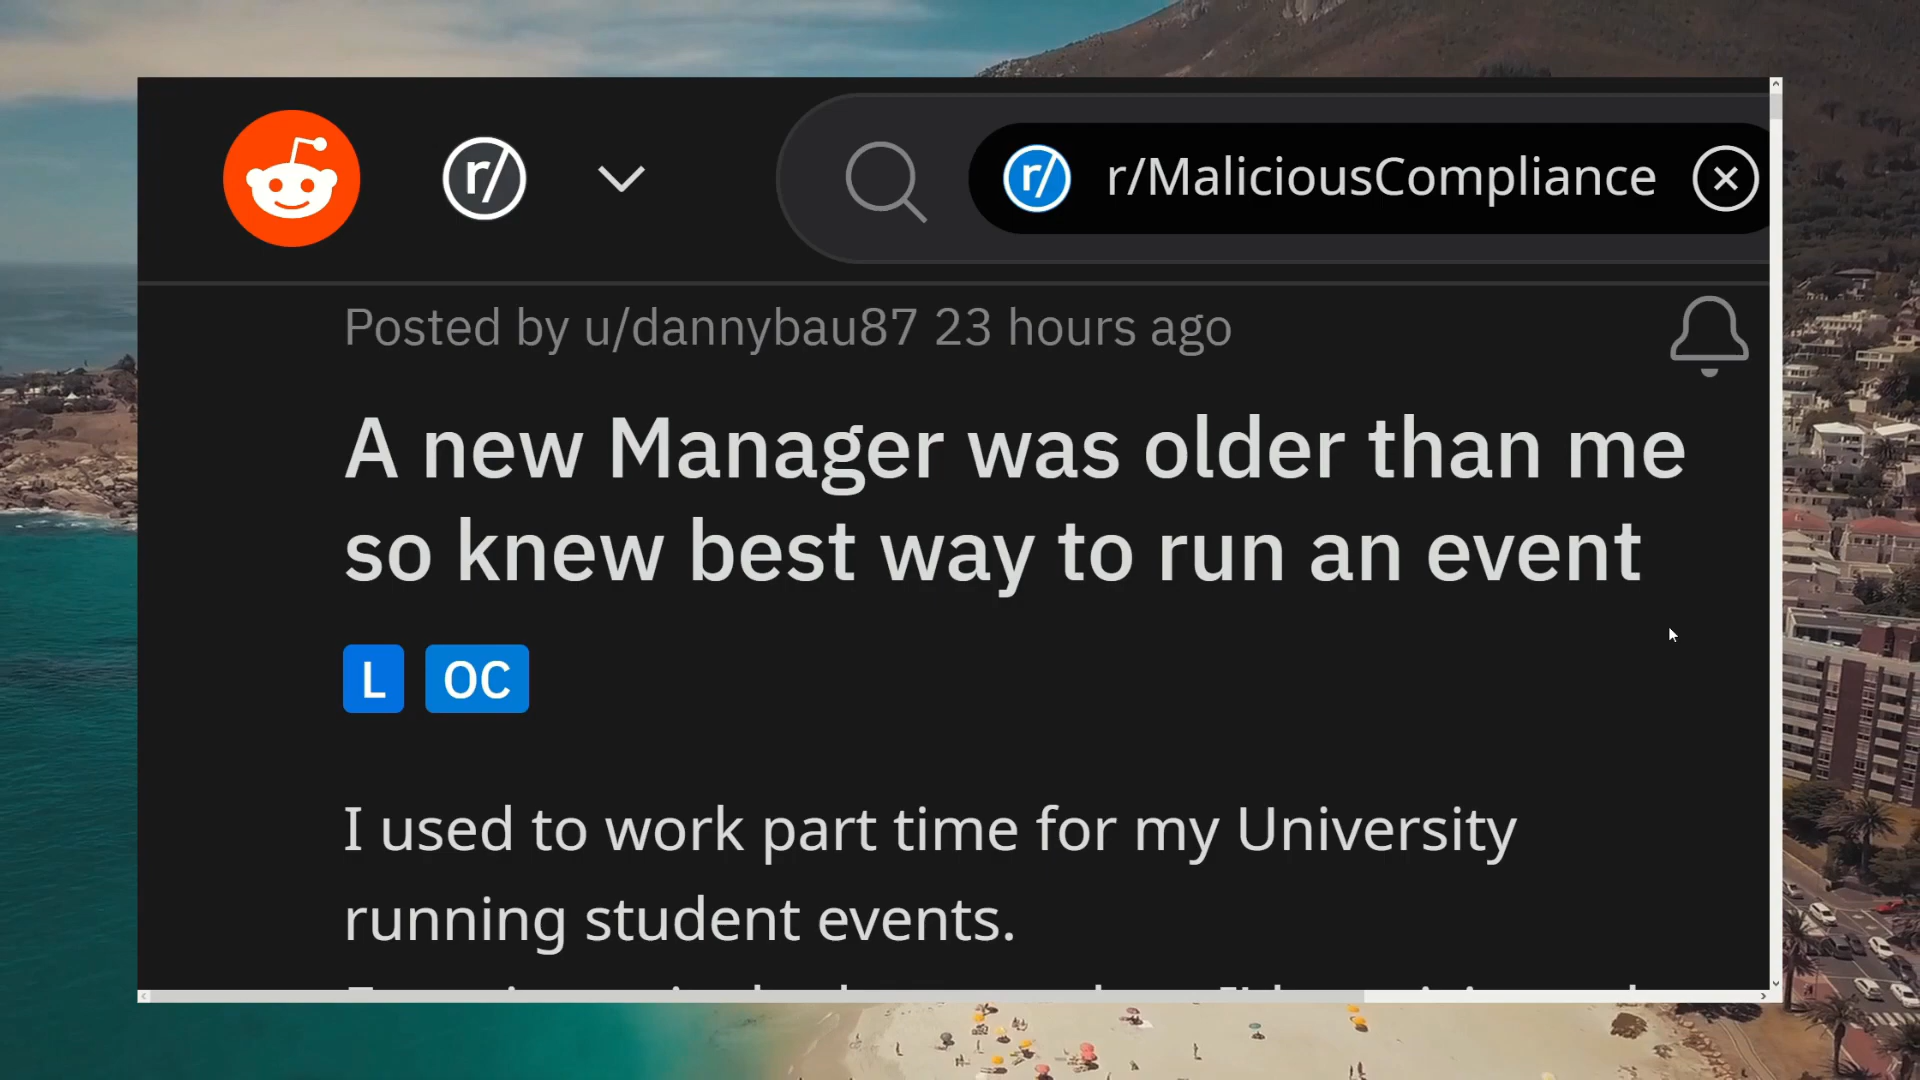 r/ r/ r/MaliciousCompliance
Posted by u/dannybau87 23 hours ago
A new Manager was older than me
so knew best way to run an event
L OC
I used to work part time for my University
running student events.